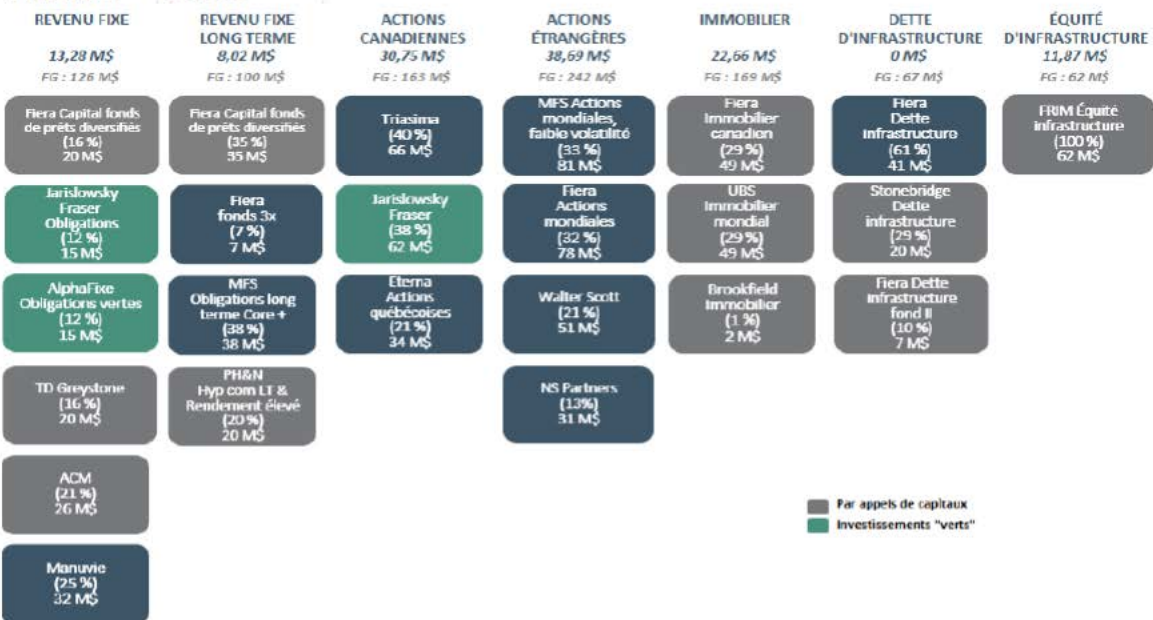 REVENU FIXE
13,28 M$
FG : 126 M$
Fiera Capital fonds
de prêts diversifiés
(16 %)
20 M$
Jarislowsky
Fraser
Obligations
(12 %)
15 M$
AlphaFixe
Obligations vertes
(12 %)
15 M$
TD Greystone
(16 %)
20 M$
ACM
(21 %)
26 M$
Manuvie
(25 %)
32 M$
REVENU FIXE
LONG TERME
8,02 M$
FG : 100 M$
Fiera Capital fonds
de prêts diversifiés
(35 %)
35 M$
Fiera
fonds 3x
(7 %)
7 M$
MFS
Obligations long
terme Core +
(38 %)
38 M$
PH&N
Hyp com LT &
Rendement élevé
(20 %)
20 M$
ACTIONS
CANADIENNES
30,75 M$
FG : 163 M$
Triasima
(40 %)
66 M$
Jarislowsky
Fraser
(38 %)
62 M$
Eterna
Actions
québécoises
(21 %)
34 M$
ACTIONS
ÉTRANGÈRES
38,69 M$
FG : 242 M$
MFS Actions
mondiales,
faible volatilité
(33 %)
81 M$
Fiera
Actions
mondiales
(32 %)
78 M$
Walter Scott
(21 %)
51 M$
NS Partners
(13%)
31 M$
IMMOBILIER
22,66 M$
FG : 169 M$
Fiera
Immobilier
canadien
(29 %)
49 M$
UBS
Immobilier
mondial
(29 %)
49 M$
Brookfield
Immobilier
(1 %)
2 M$
DETTE
D'INFRASTRUCTURE
0 M$
FG : 67 M$
Fiera
Dette
infrastructure
(61 %)
41 M$
Stonebridge
Dette
infrastructure
(29 %)
20 M$
Fiera Dette
infrastructure
fond II
(10 %)
7 M$
ÉQUITÉ
D'INFRASTRUCTURE
11,87 M$
FG : 62 M$
FRIM Équité
infrastructure
(100 %)
62 M$
Par appels de capitaux
Investissements "verts"